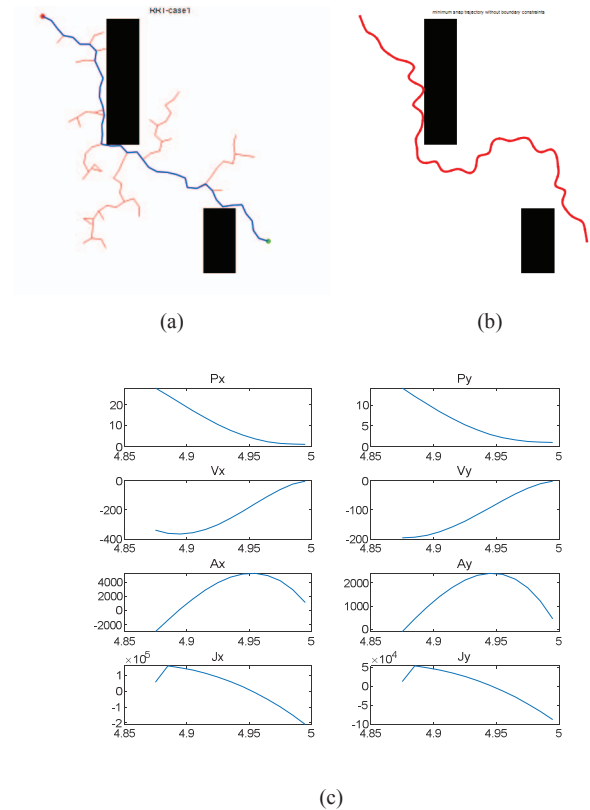 RRT-case1
minimum snap trajectory without boundary constraints
(a)
(b)
Px
20
10
0
4.85 4.9 4.95 5
Py
10
5
0
4.85 4.9 4.95 5
Vx
0
-200
-400
4.85 4.9 4.95 5
Vy
0
-100
-200
4.85 4.9 4.95 5
Ax
4000
2000
0
-2000
4.85 4.9 4.95 5
Ay
2000
1000
0
4.85 4.9 4.95 5
×10⁵
Jx
1
0
-1
-2
4.85 4.9 4.95 5
×10⁴
Jy
5
0
-5
-10
4.85 4.9 4.95 5
(c)